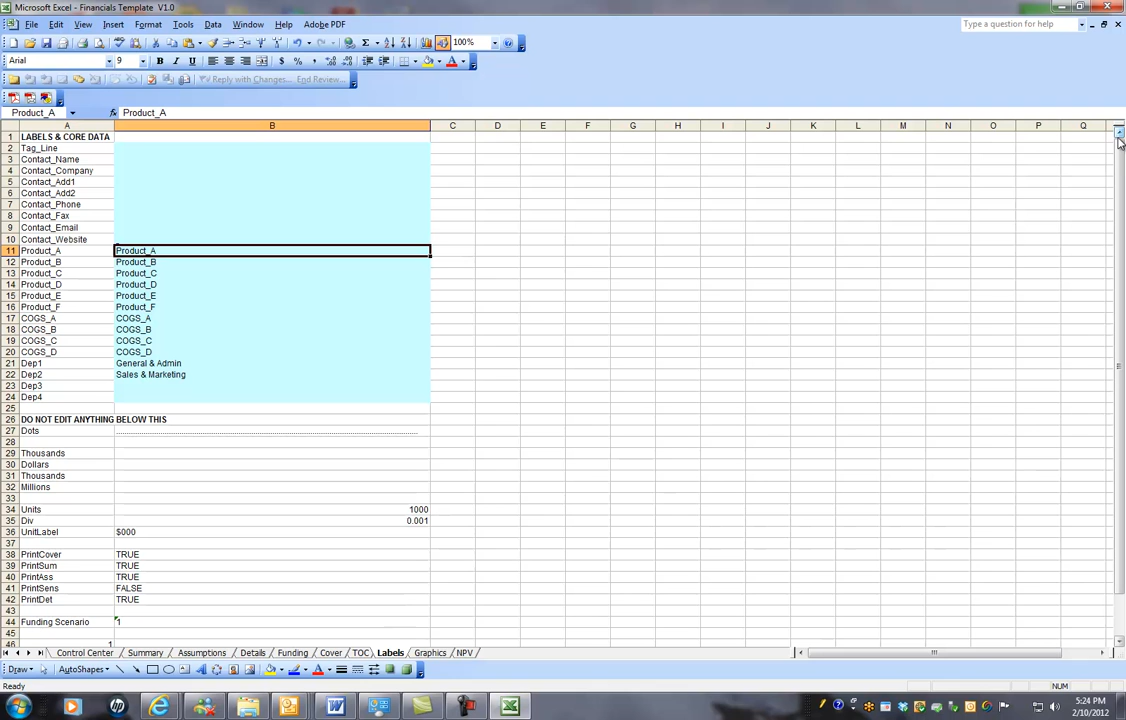 Microsoft Excel - Financials Template V1.0
File Edit View Insert Format Tools Data Window Help Adobe PDF
Type a question for help
100%
Arial 9 B I U $ % ,
Reply with Changes... End Review...
Product_A fx Product_A
A B C D E F G H I J K L M N O P Q
1 LABELS & CORE DATA
2 Tag_Line
3 Contact_Name
4 Contact_Company
5 Contact_Add1
6 Contact_Add2
7 Contact_Phone
8 Contact_Fax
9 Contact_Email
10 Contact_Website
11 Product_A Product_A
12 Product_B Product_B
13 Product_C Product_C
14 Product_D Product_D
15 Product_E Product_E
16 Product_F Product_F
17 COGS_A COGS_A
18 COGS_B COGS_B
19 COGS_C COGS_C
20 COGS_D COGS_D
21 Dep1 General & Admin
22 Dep2 Sales & Marketing
23 Dep3
24 Dep4
25
26 DO NOT EDIT ANYTHING BELOW THIS
27 Dots ................................................................................................
28
29 Thousands
30 Dollars
31 Thousands
32 Millions
33
34 Units 1000
35 Div 0.001
36 UnitLabel $000
37
38 PrintCover TRUE
39 PrintSum TRUE
40 PrintAss TRUE
41 PrintSens FALSE
42 PrintDet TRUE
43
44 Funding Scenario 1
45
46 1
Control Center Summary Assumptions Details Funding Cover TOC Labels Graphics NPV
Draw AutoShapes
Ready NUM
5:24 PM
2/10/2012